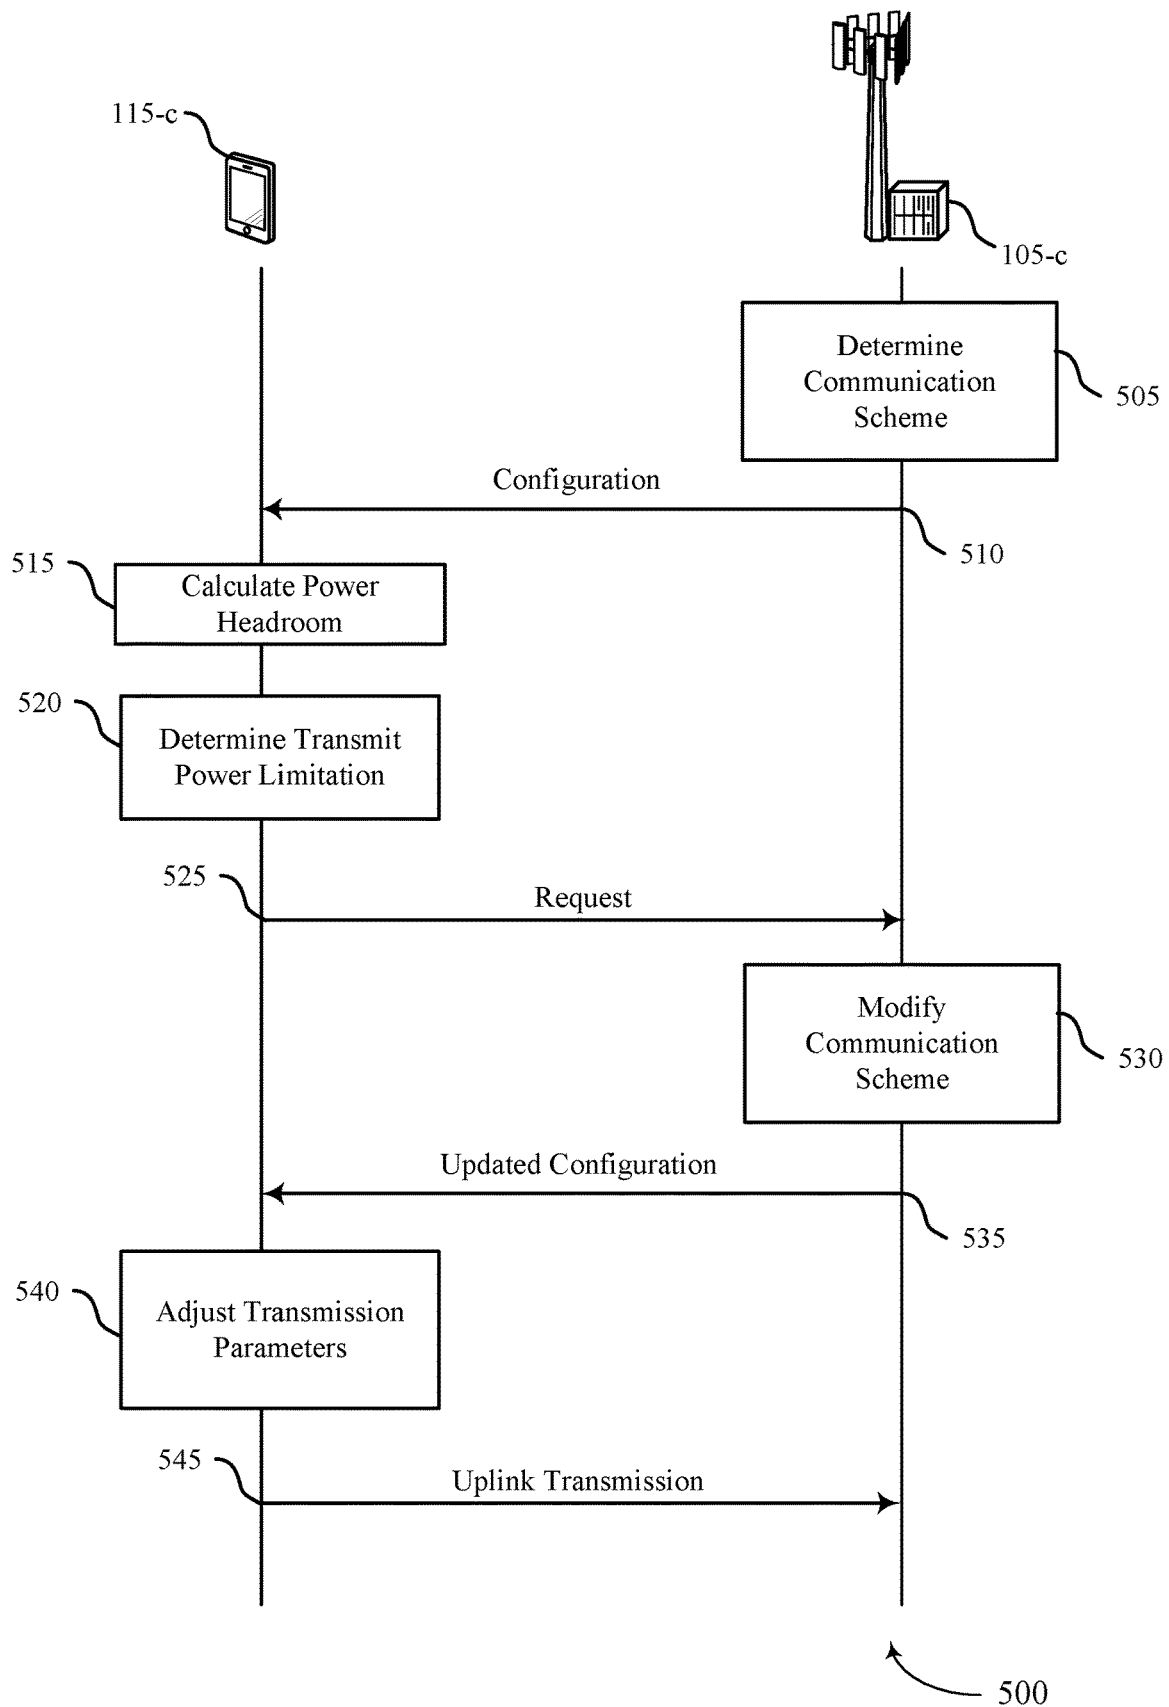 115-c
105-c
Determine
Communication
Scheme
505
Configuration
510
515
Calculate Power
Headroom
520
Determine Transmit
Power Limitation
525
Request
Modify
Communication
Scheme
530
Updated Configuration
535
540
Adjust Transmission
Parameters
545
Uplink Transmission
500